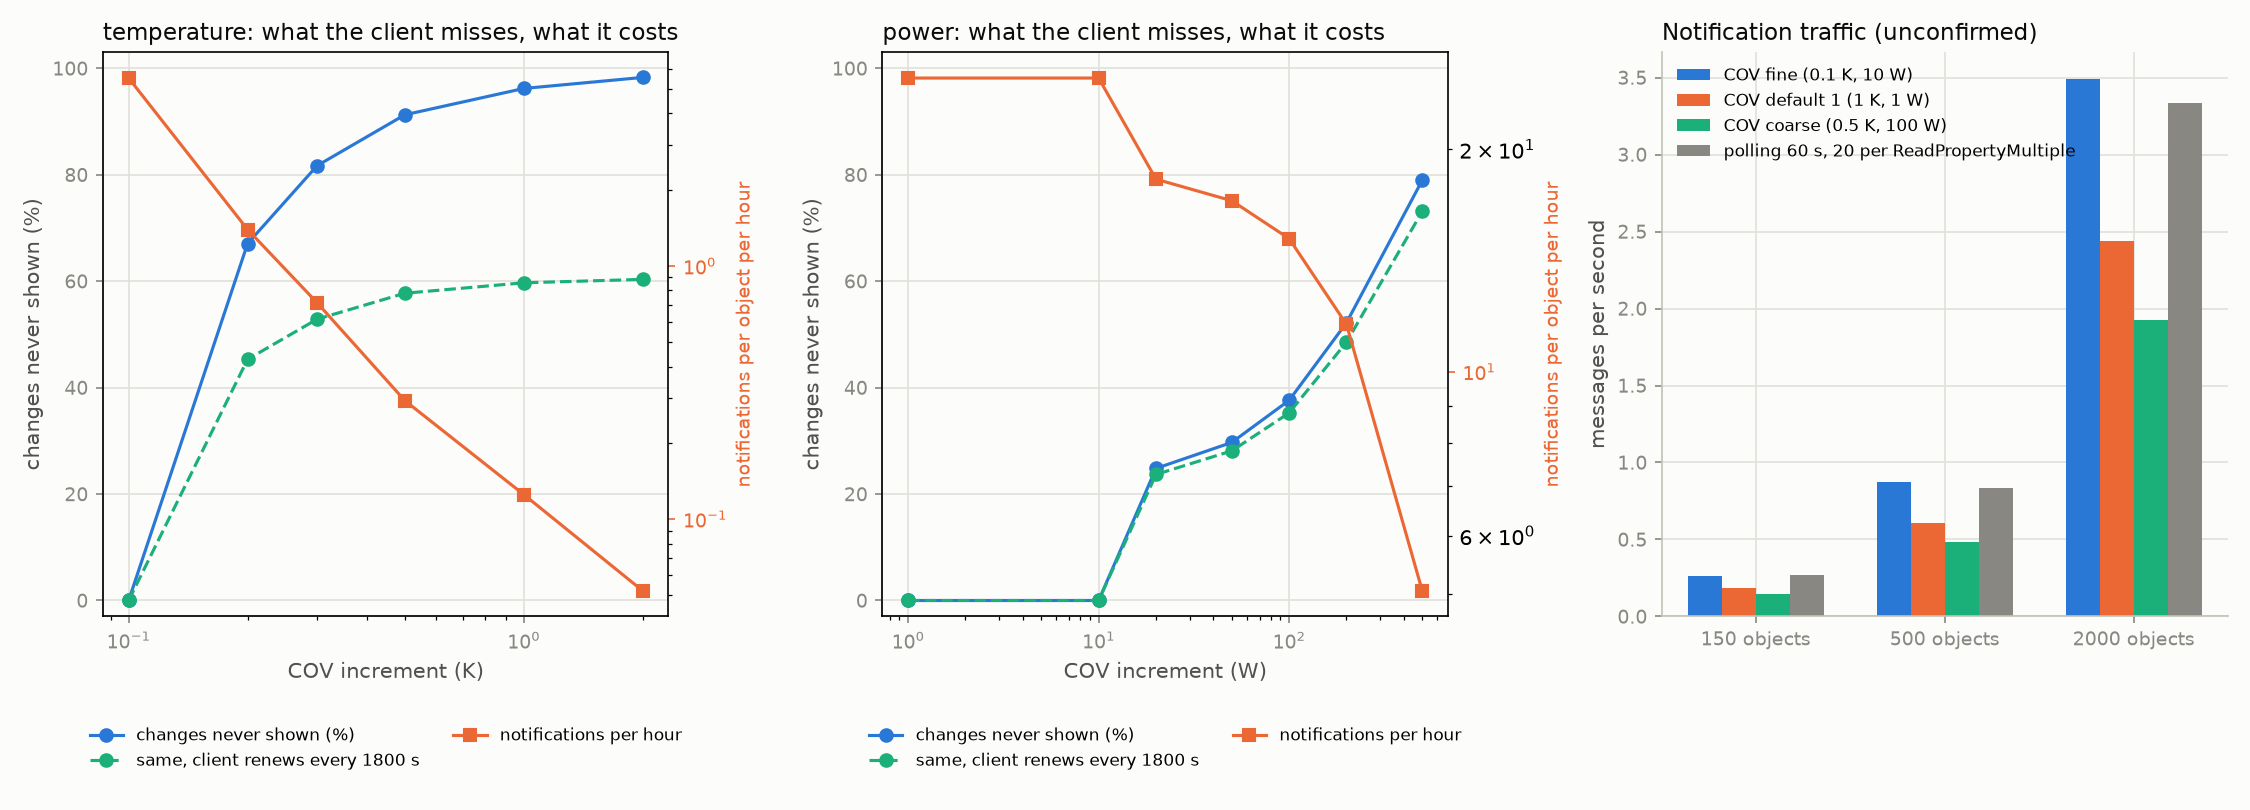 temperature: what the client misses, what it costs
changes never shown (%)
100
80
60
40
20
0
10⁻¹
10⁰
COV increment (K)
10⁰
10⁻¹
notifications per object per hour
changes never shown (%)
notifications per hour
same, client renews every 1800 s
power: what the client misses, what it costs
changes never shown (%)
100
80
60
40
20
0
10⁰
10¹
10²
COV increment (W)
2 × 10¹
10¹
6 × 10⁰
notifications per object per hour
changes never shown (%)
notifications per hour
same, client renews every 1800 s
Notification traffic (unconfirmed)
COV fine (0.1 K, 10 W)
COV default 1 (1 K, 1 W)
COV coarse (0.5 K, 100 W)
polling 60 s, 20 per ReadPropertyMultiple
messages per second
3.5
3.0
2.5
2.0
1.5
1.0
0.5
0.0
150 objects
500 objects
2000 objects